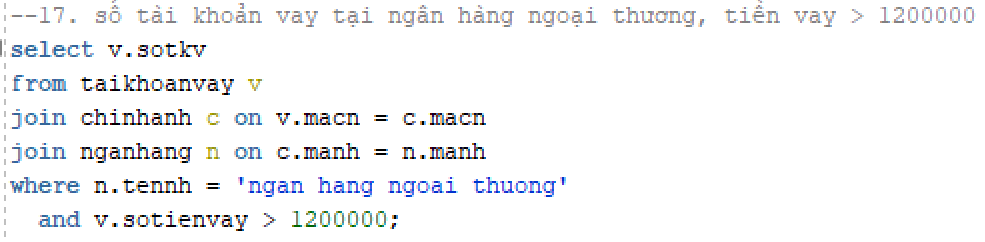 --17. số tài khoản vay tại ngân hàng ngoại thương, tiền vay > 1200000
select v.sotkv
from taikhoanvay v
join chinhanh c on v.macn = c.macn
join nganhang n on c.manh = n.manh
where n.tennh = 'ngan hang ngoai thuong'
  and v.sotienvay > 1200000;